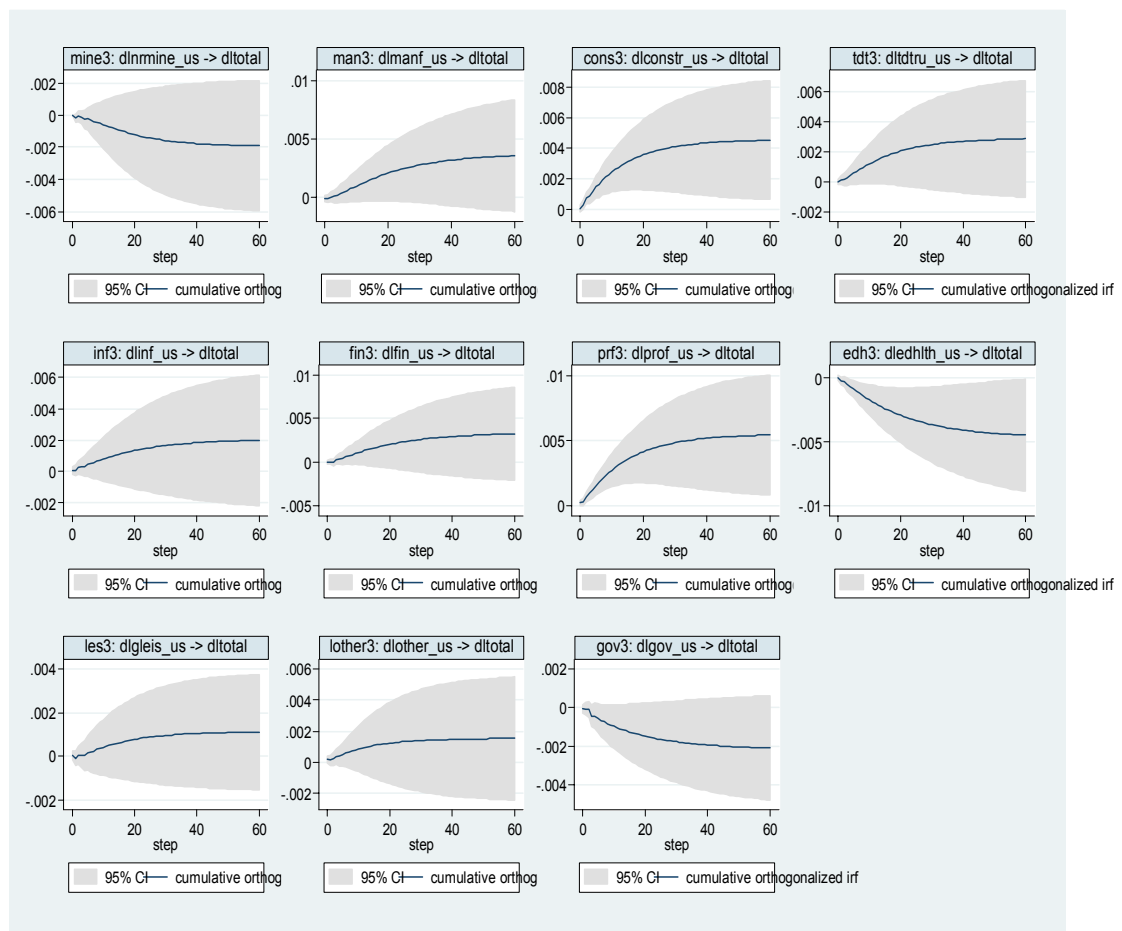 mine3: dlnrmine_us -> dltotal
.002
0
-.002
-.004
-.006
0 20 40 60
step
95% CI cumulative orthog
man3: dlmanf_us -> dltotal
.01
.005
0
0 20 40 60
step
95% CI cumulative orthog
cons3: dlconstr_us -> dltotal
.008
.006
.004
.002
0
0 20 40 60
step
95% CI cumulative orthog
tdt3: dltdtru_us -> dltotal
.006
.004
.002
0
-.002
0 20 40 60
step
95% CI cumulative orthogonalized irf
inf3: dlinf_us -> dltotal
.006
.004
.002
0
-.002
0 20 40 60
step
95% CI cumulative orthog
fin3: dlfin_us -> dltotal
.01
.005
0
-.005
0 20 40 60
step
95% CI cumulative orthog
prf3: dlprof_us -> dltotal
.01
.005
0
0 20 40 60
step
95% CI cumulative orthog
edh3: dledhlth_us -> dltotal
0
-.005
-.01
0 20 40 60
step
95% CI cumulative orthogonalized irf
les3: dlgleis_us -> dltotal
.004
.002
0
-.002
0 20 40 60
step
95% CI cumulative orthog
lother3: dlother_us -> dltotal
.006
.004
.002
0
-.002
0 20 40 60
step
95% CI cumulative orthog
gov3: dlgov_us -> dltotal
.002
0
-.002
-.004
0 20 40 60
step
95% CI cumulative orthogonalized irf